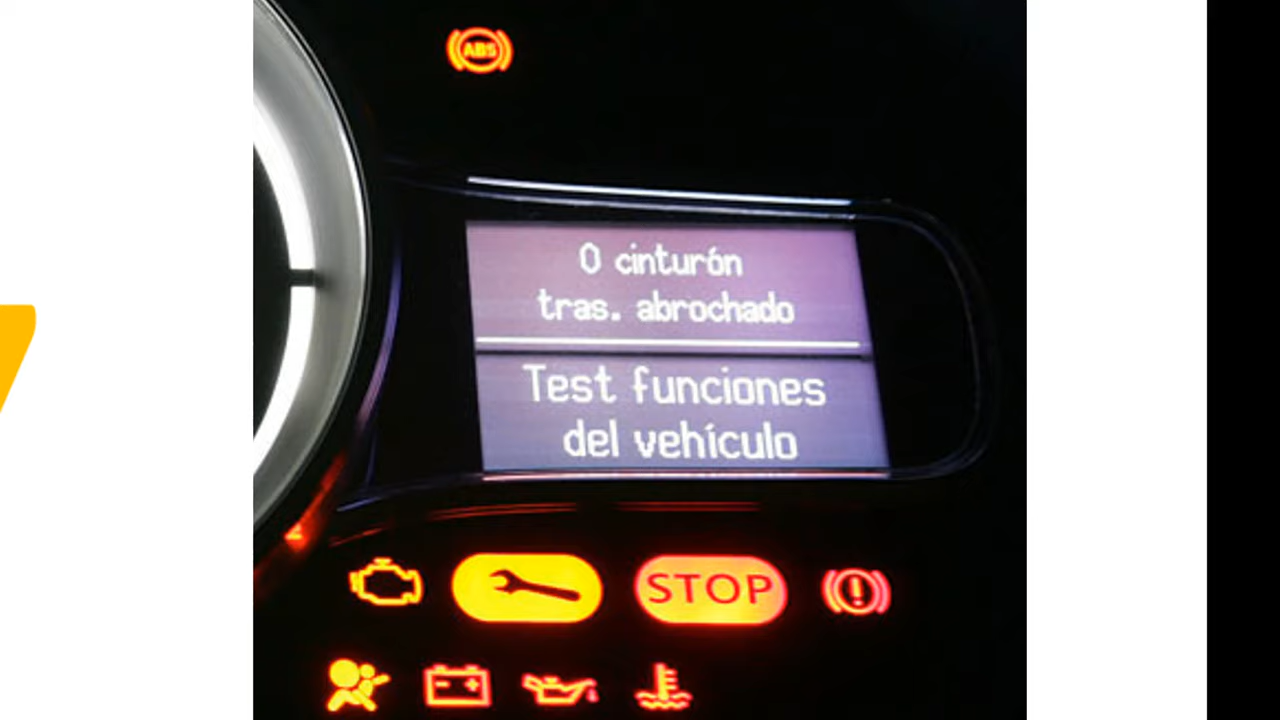 ABS
0 cinturón
tras. abrochado
Test funciones
del vehículo
STOP